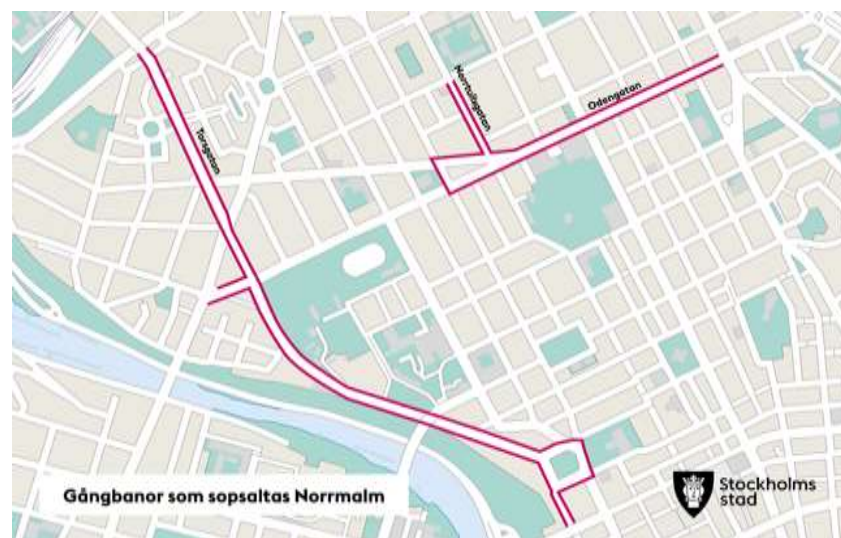 Norrtullsgatan
Odengatan
Torsgatan
Gångbanor som sopsaltas Norrmalm
Stockholms
stad